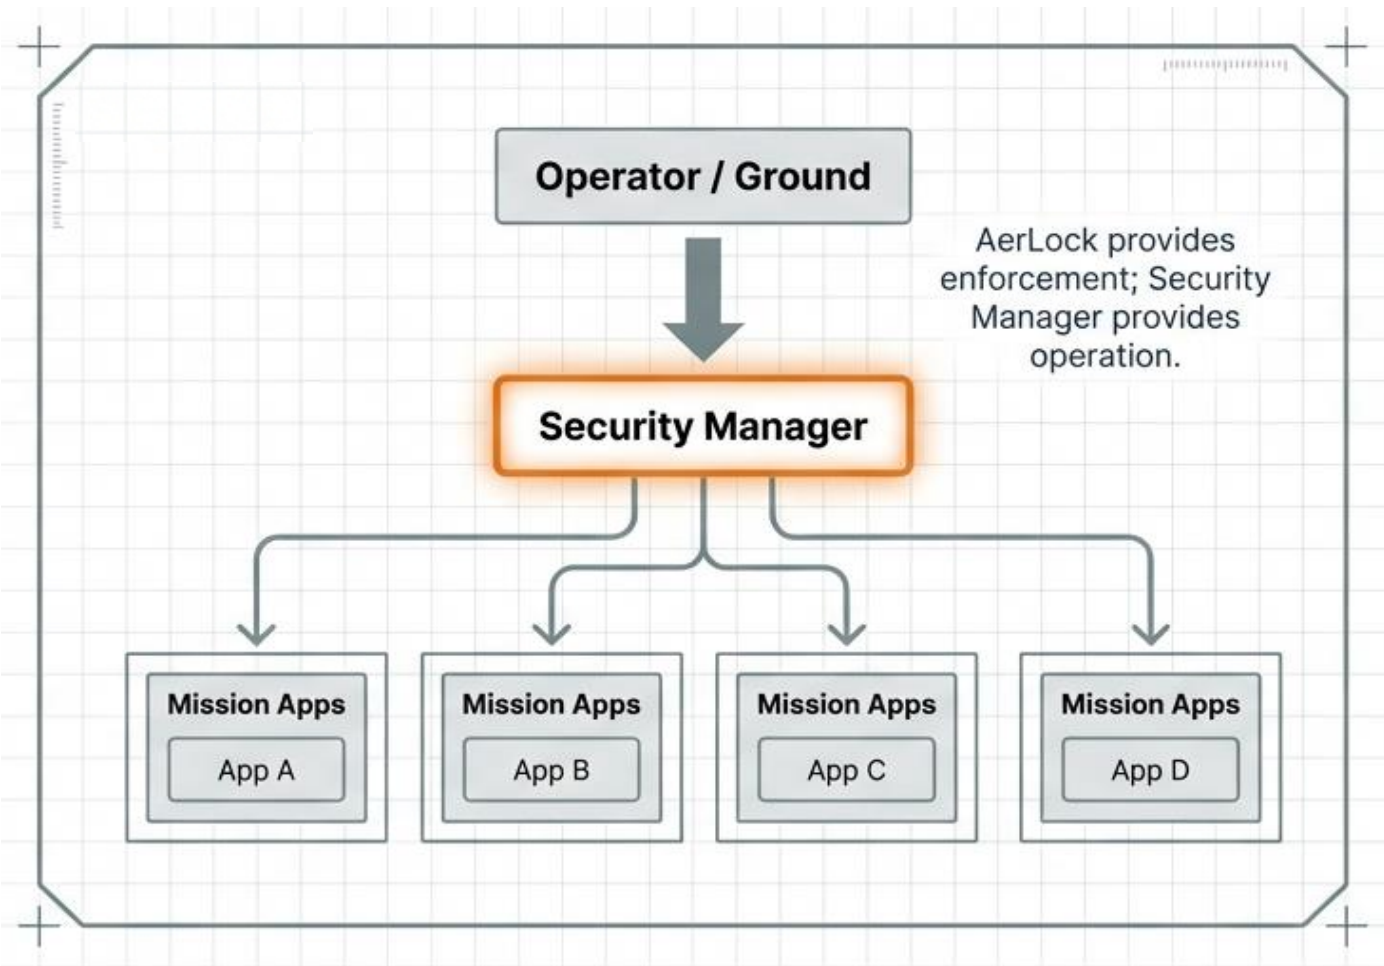 Operator / Ground
AerLock provides
enforcement; Security
Manager provides
operation.
Security Manager
Mission Apps
App A
Mission Apps
App B
Mission Apps
App C
Mission Apps
App D